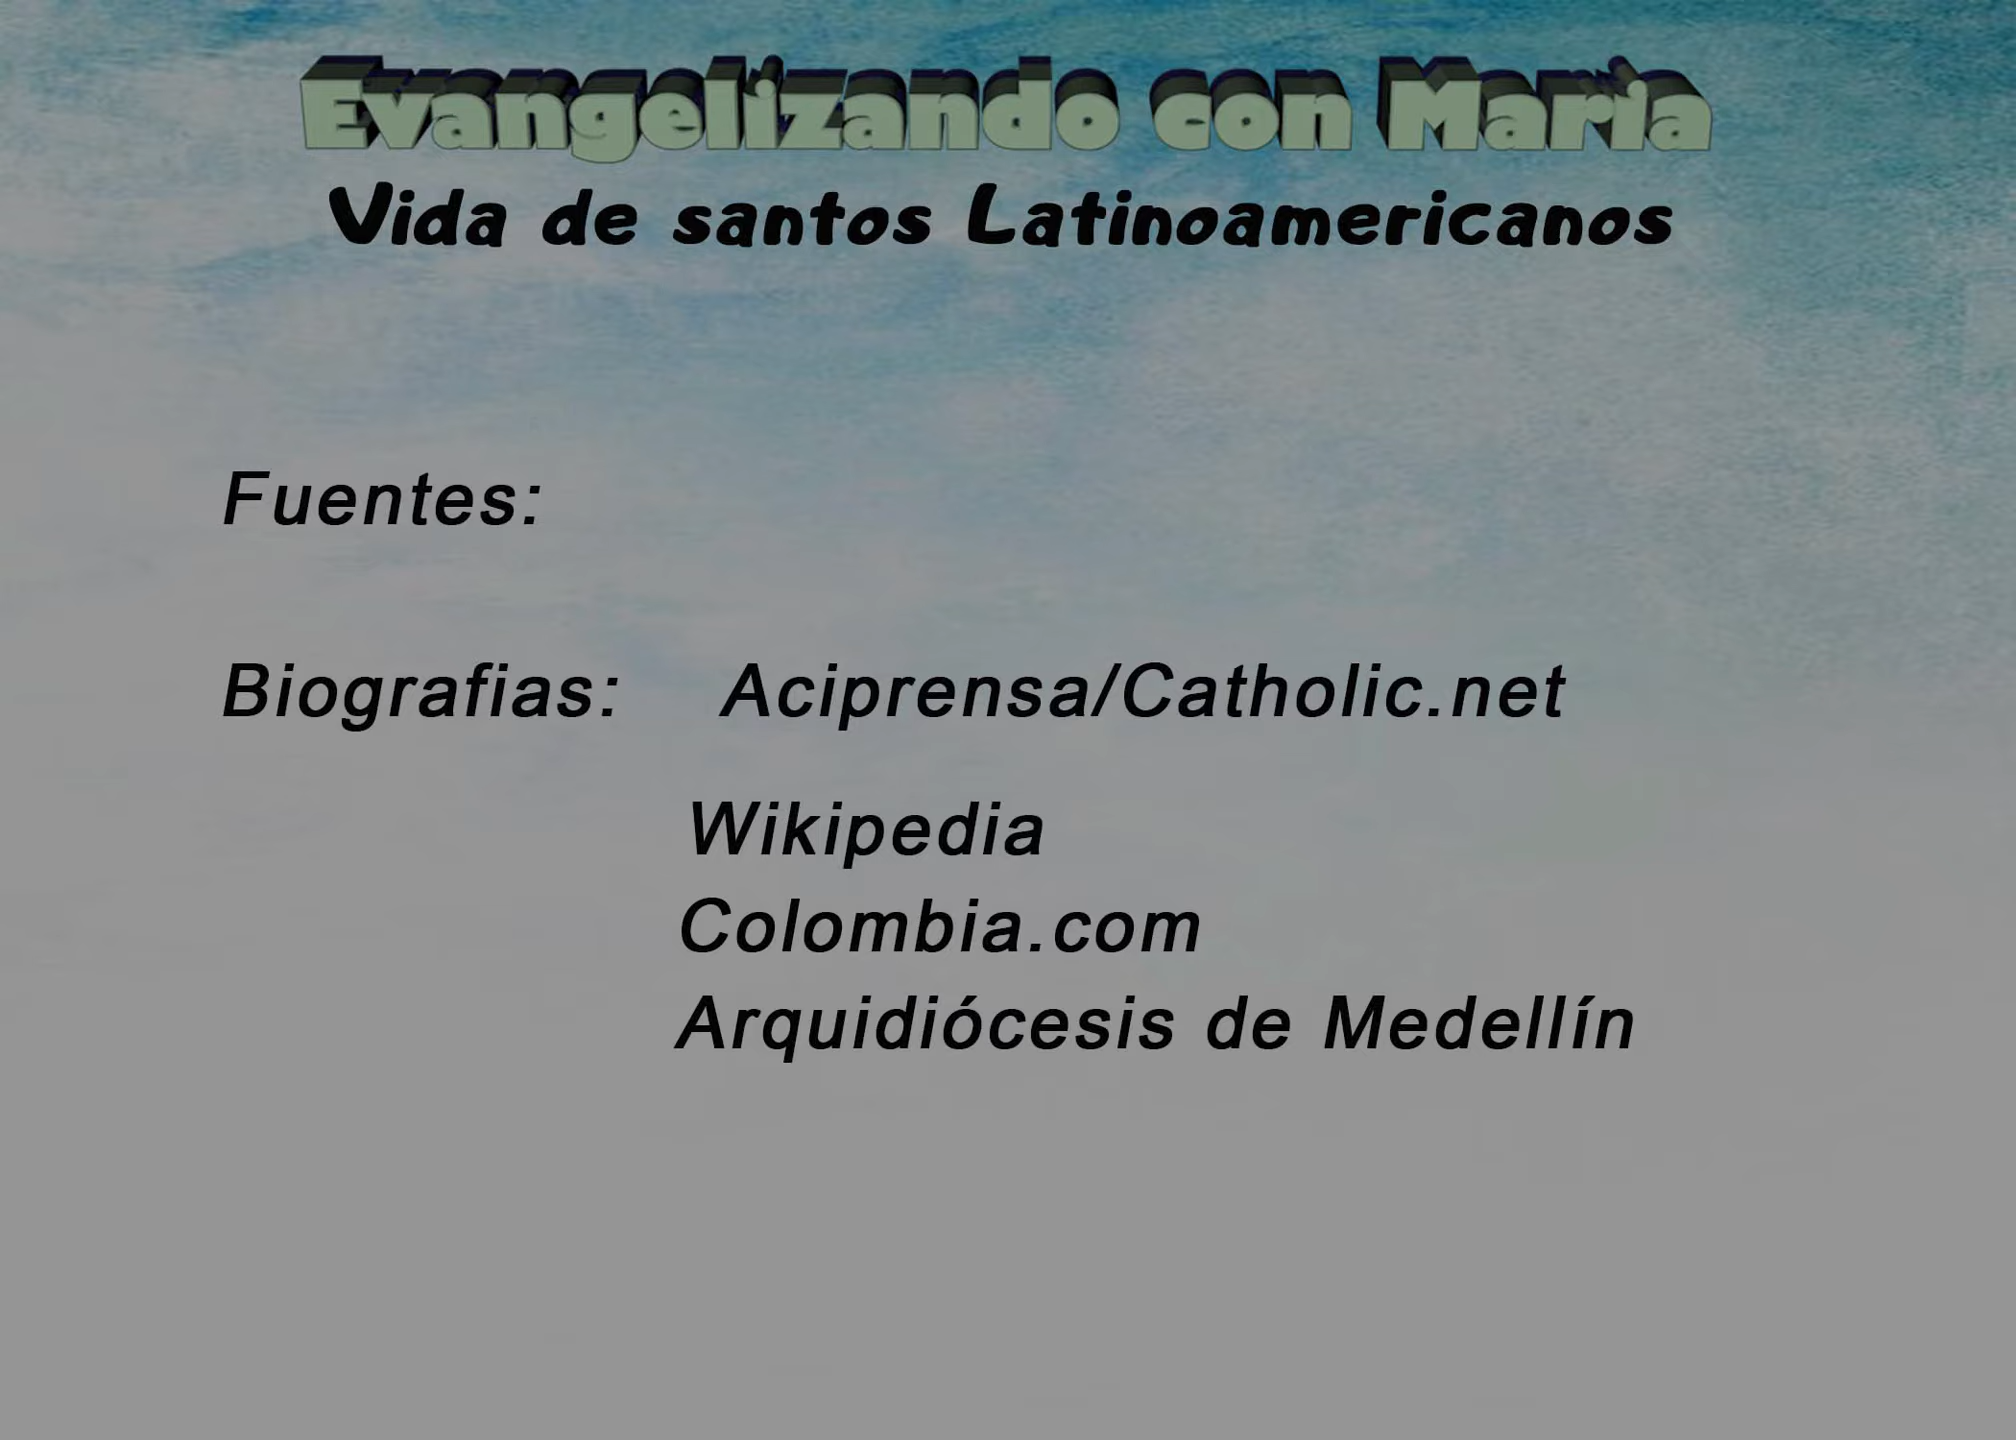 Evangelizando con Maria
Vida de santos Latinoamericanos
Fuentes:
Biografias: Aciprensa/Catholic.net
Wikipedia
Colombia.com
Arquidiócesis de Medellín